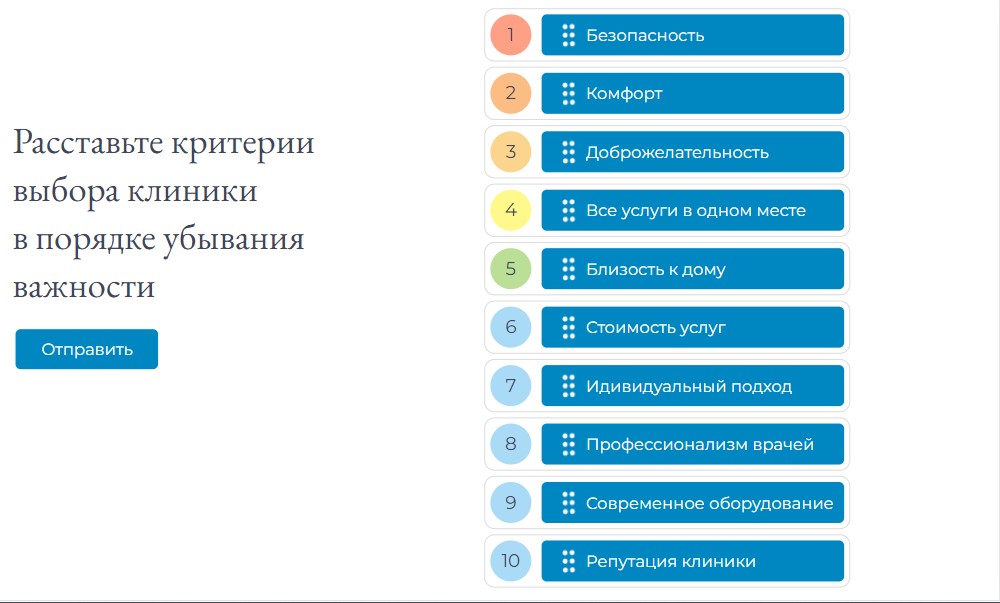 Расставьте критерии
выбора клиники
в порядке убывания
важности
Отправить
1 Безопасность
2 Комфорт
3 Доброжелательность
4 Все услуги в одном месте
5 Близость к дому
6 Стоимость услуг
7 Идивидуальный подход
8 Профессионализм врачей
9 Современное оборудование
10 Репутация клиники